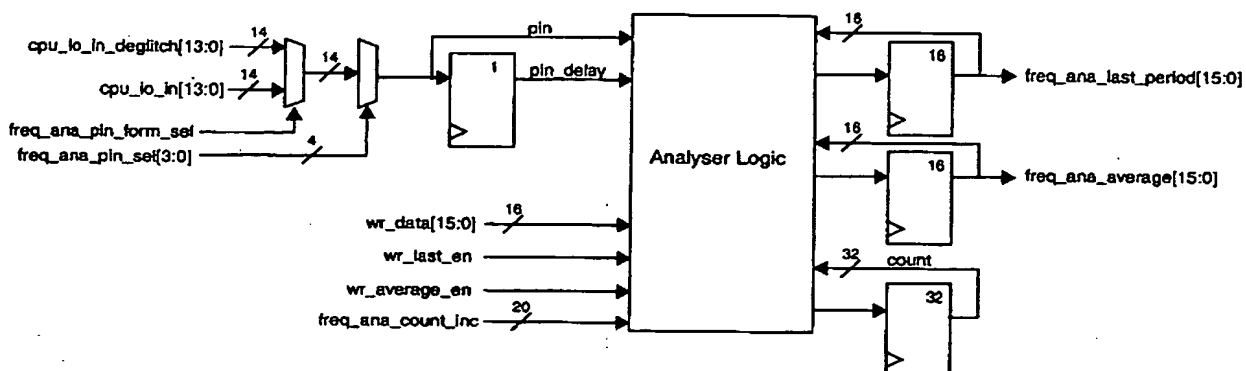 cpu_io_in_deglitch[13:0]
14
cpu_io_in[13:0]
14
14
freq_ana_pin_form_sel
freq_ana_pin_sel[3:0]
4
1
pin
pin_delay
Analyser Logic
wr_data[15:0]
16
wr_last_en
wr_average_en
freq_ana_count_inc
20
16
16
freq_ana_last_period[15:0]
16
16
freq_ana_average[15:0]
32
count
32